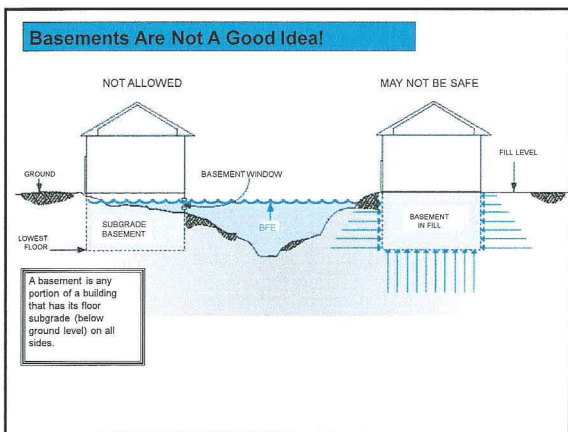 Basements Are Not A Good Idea!
NOT ALLOWED
MAY NOT BE SAFE
GROUND
BASEMENT WINDOW
FILL LEVEL
SUBGRADE
BASEMENT
BFE
BASEMENT
IN FILL
LOWEST
FLOOR
A basement is any
portion of a building
that has its floor
subgrade (below
ground level) on all
sides.